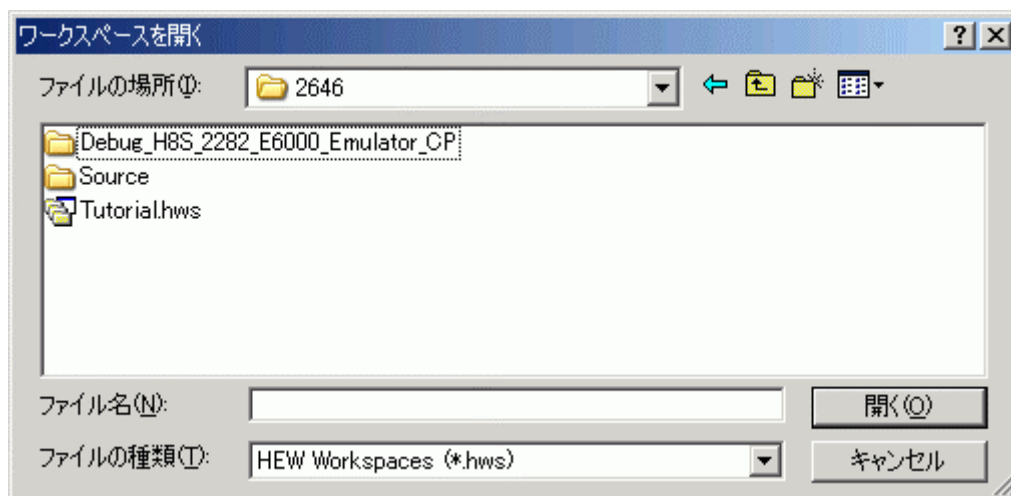 ワークスペースを開く
ファイルの場所(I): 2646
Debug_H8S_2282_E6000_Emulator_CP
Source
Tutorial.hws
ファイル名(N): 開く(O)
ファイルの種類(T): HEW Workspaces (*.hws) キャンセル